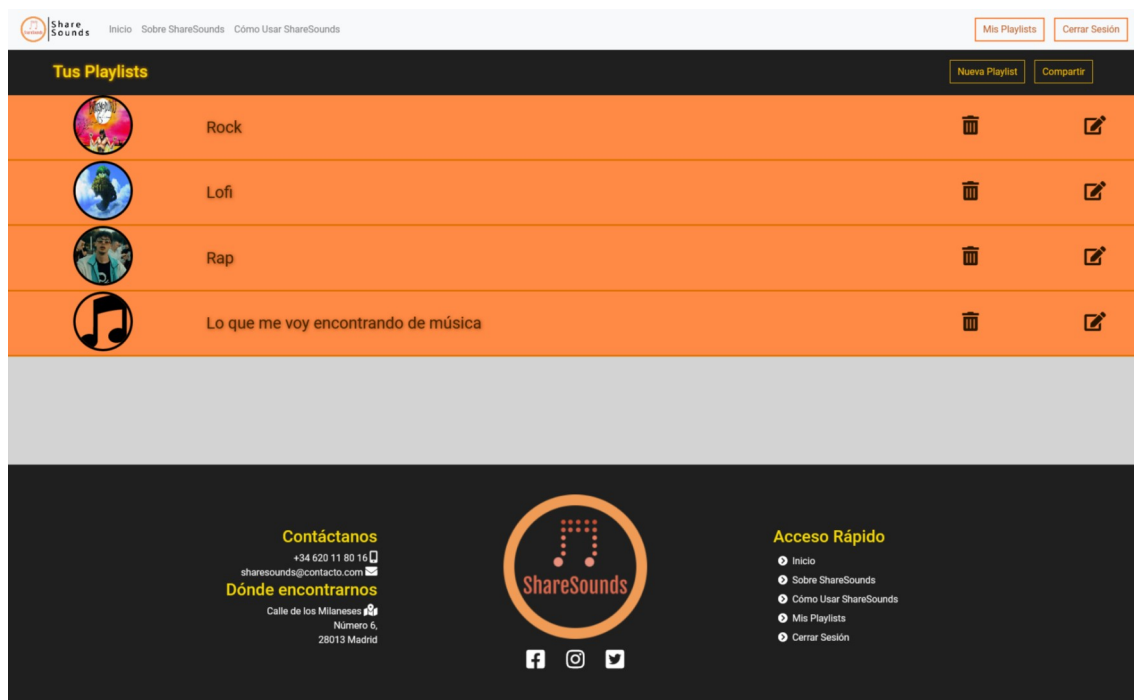 Share
Sounds
Inicio Sobre ShareSounds Cómo Usar ShareSounds
Mis Playlists Cerrar Sesión
Tus Playlists
Nueva Playlist Compartir
Rock
Lofi
Rap
Lo que me voy encontrando de música
Contáctanos
+34 620 11 80 16
sharesounds@contacto.com
Dónde encontrarnos
Calle de los Milaneses
Número 6,
28013 Madrid
ShareSounds
Acceso Rápido
Inicio
Sobre ShareSounds
Cómo Usar ShareSounds
Mis Playlists
Cerrar Sesión